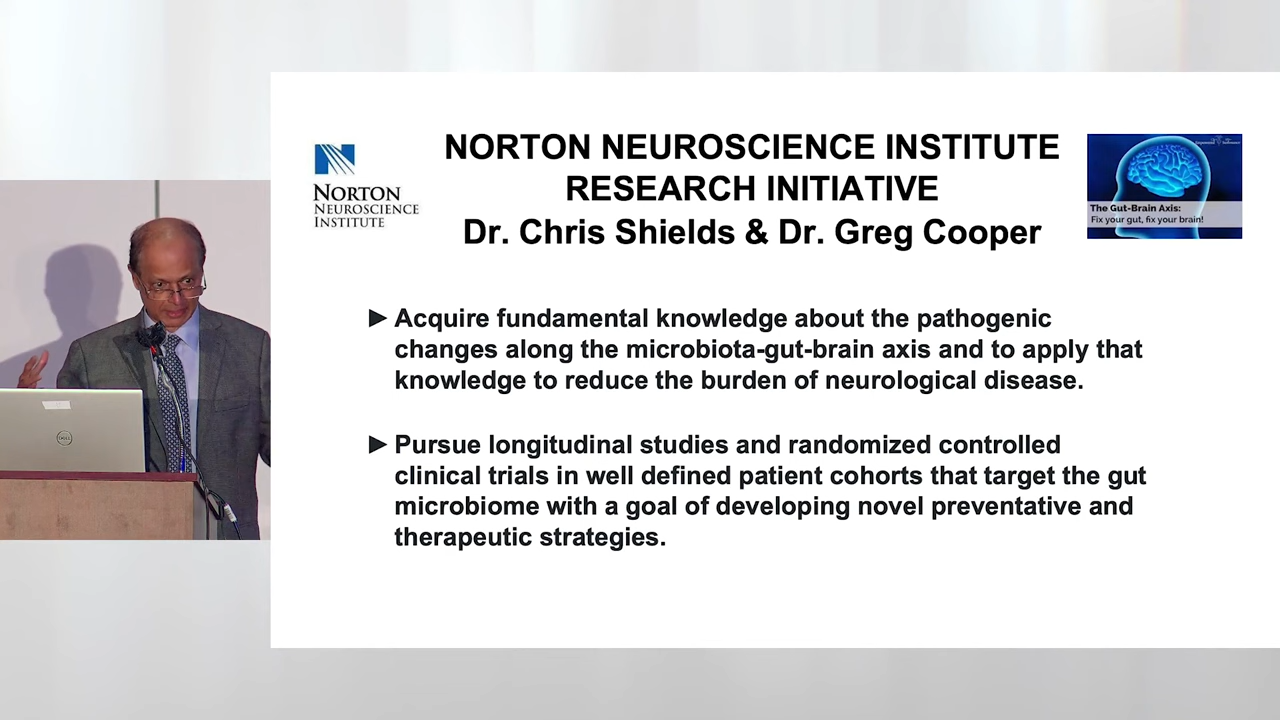 NORTON NEUROSCIENCE INSTITUTE
RESEARCH INITIATIVE
Dr. Chris Shields & Dr. Greg Cooper
NORTON
NEUROSCIENCE
INSTITUTE
The Gut-Brain Axis:
Fix your gut, fix your brain!
►Acquire fundamental knowledge about the pathogenic
changes along the microbiota-gut-brain axis and to apply that
knowledge to reduce the burden of neurological disease.
►Pursue longitudinal studies and randomized controlled
clinical trials in well defined patient cohorts that target the gut
microbiome with a goal of developing novel preventative and
therapeutic strategies.
DELL